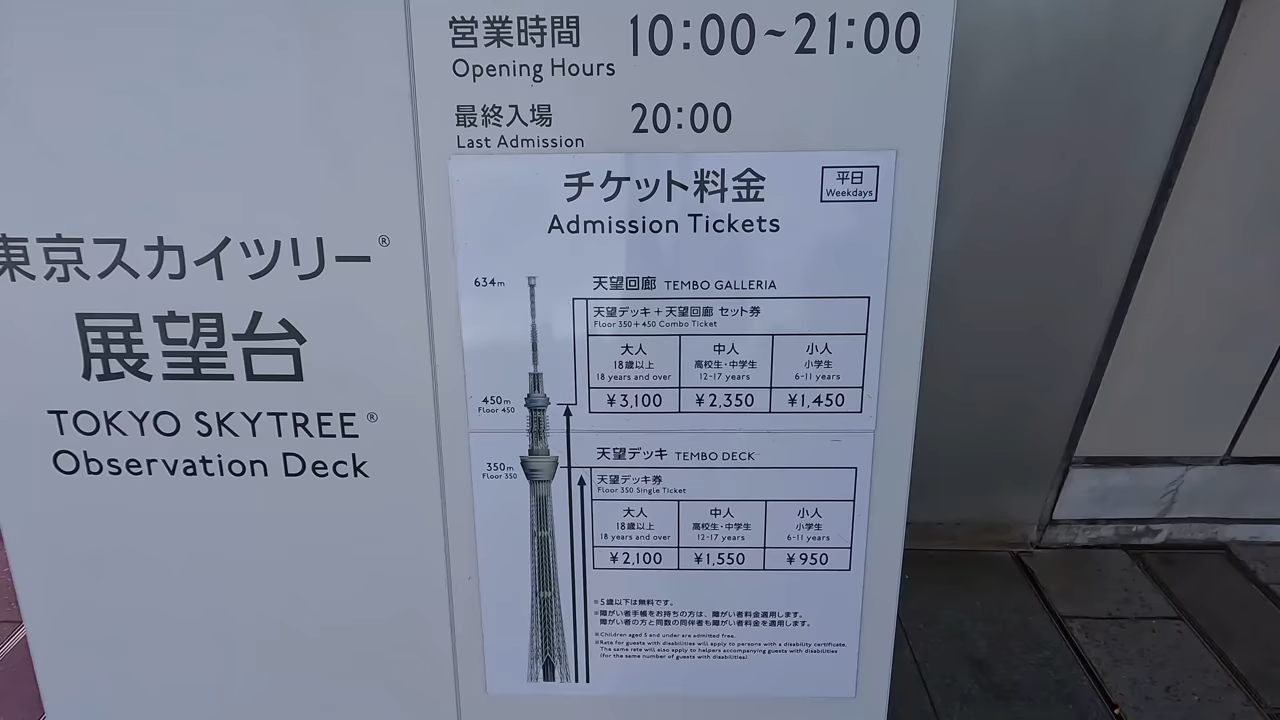 東京スカイツリー®
展望台
TOKYO SKYTREE®
Observation Deck
営業時間 10:00~21:00
Opening Hours
最終入場 20:00
Last Admission
チケット料金
Admission Tickets
平日
Weekdays
634m
天望回廊 TEMBO GALLERIA
天望デッキ+天望回廊 セット券
Floor 350+450 Combo Ticket
大人 中人 小人
18歳以上 高校生・中学生 小学生
18 years and over 12-17 years 6-11 years
¥3,100 ¥2,350 ¥1,450
450m
Floor 450
天望デッキ TEMBO DECK
350m
Floor 350
天望デッキ券
Floor 350 Single Ticket
大人 中人 小人
18歳以上 高校生・中学生 小学生
18 years and over 12-17 years 6-11 years
¥2,100 ¥1,550 ¥950
※5歳以下は無料です。
※障がい者手帳をお持ちの方は、障がい者料金適用します。
障がい者の方と同数の同伴者も障がい者料金を適用します。
※Children aged 5 and under are admitted free.
※Rate for guests with disabilities will apply to persons with a disability certificate.
The same rate will also apply to helpers accompanying guests with disabilities
(for the same number of guests with disabilities).